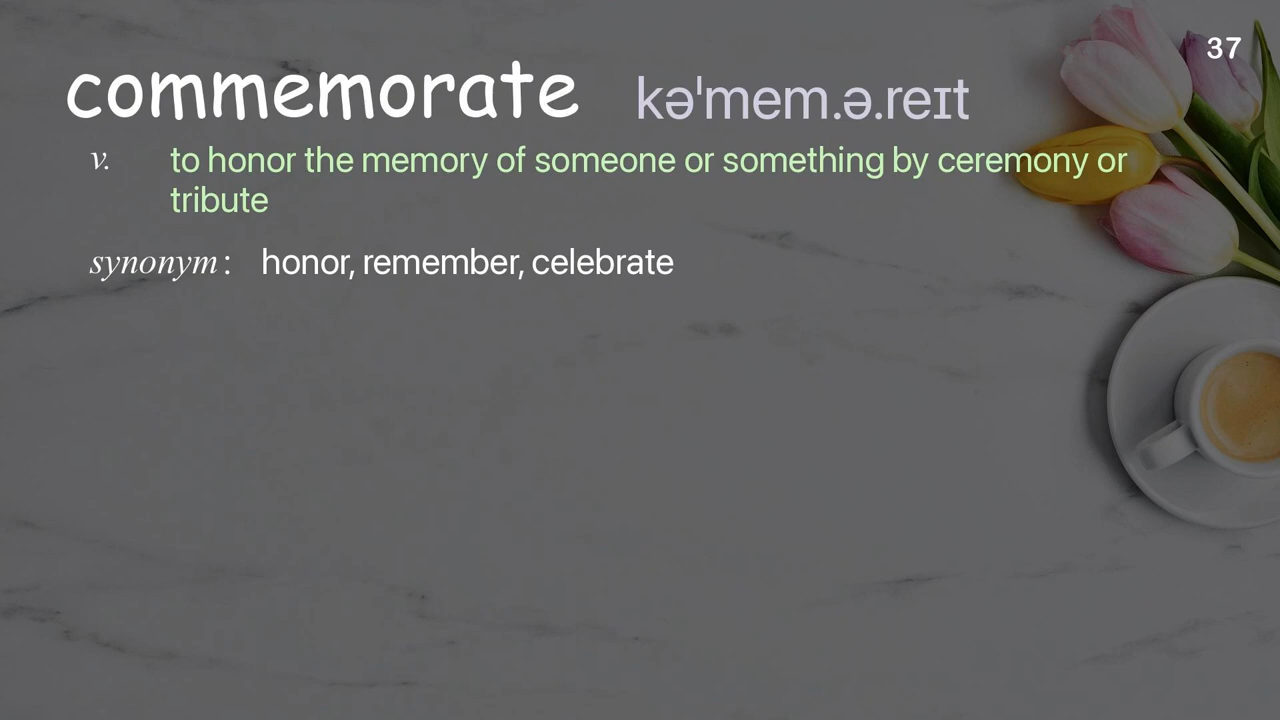 37
commemorate kəˈmem.ə.reɪt
v. to honor the memory of someone or something by ceremony or
tribute
synonym: honor, remember, celebrate